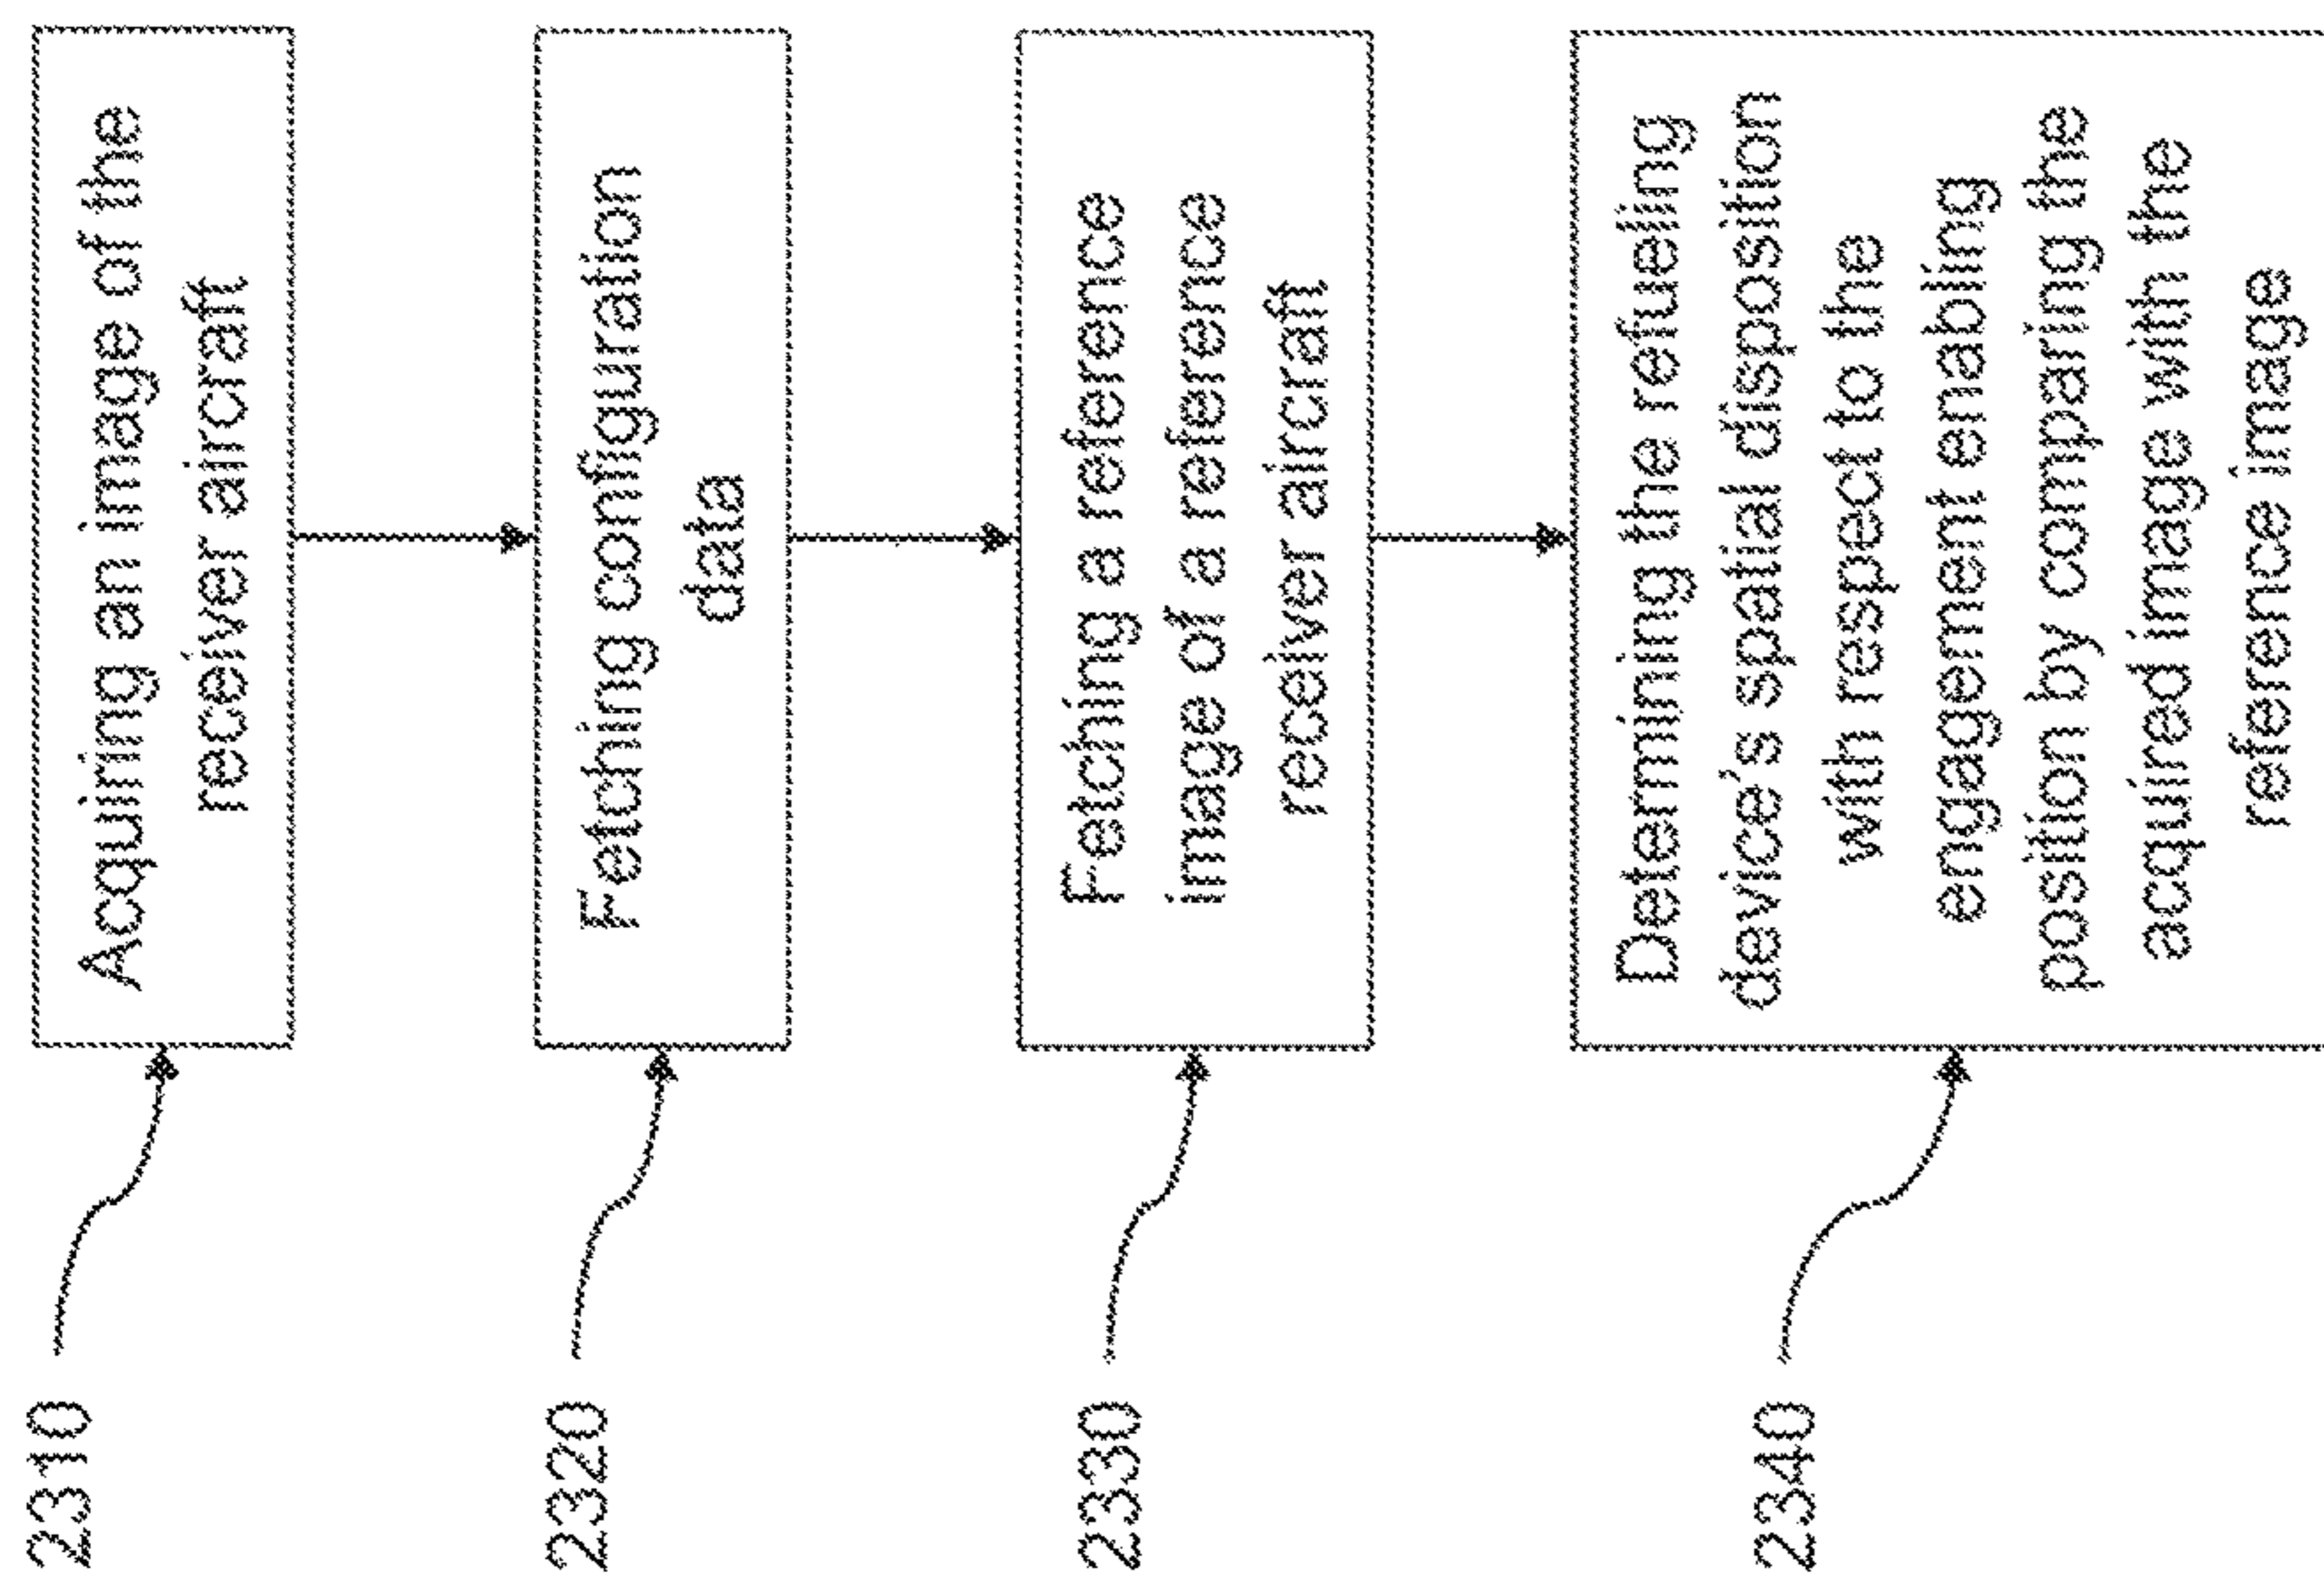 2310
Acquiring an image of the
receiver aircraft
2320
Fetching configuration
data
2330
Fetching a reference
image of a reference
receiver aircraft
2340
Determining the refueling
device's spatial disposition
with respect to the
engagement enabling
position by comparing the
acquired image with the
reference image